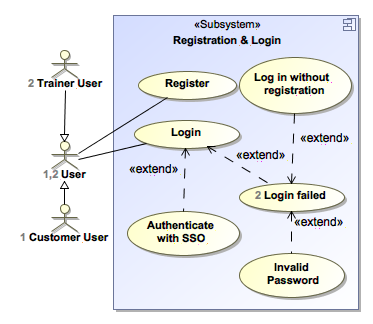 «Subsystem»
Registration & Login
2 Trainer User
Register
Log in without
registration
Login
«extend»
«extend»
«extend»
1,2 User
2 Login failed
1 Customer User
Authenticate
with SSO
«extend»
Invalid
Password